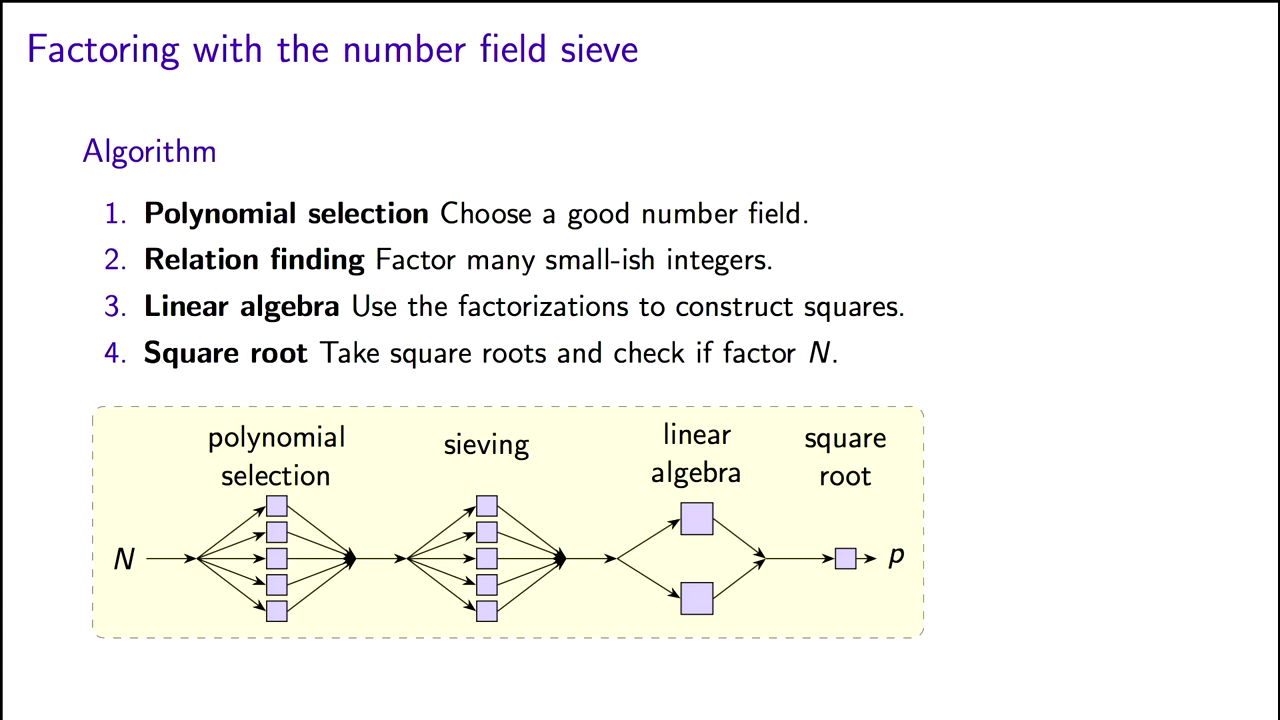 Factoring with the number field sieve
Algorithm
1. Polynomial selection Choose a good number field.
2. Relation finding Factor many small-ish integers.
3. Linear algebra Use the factorizations to construct squares.
4. Square root Take square roots and check if factor N.
polynomial
selection
sieving
linear
algebra
square
root
N
p